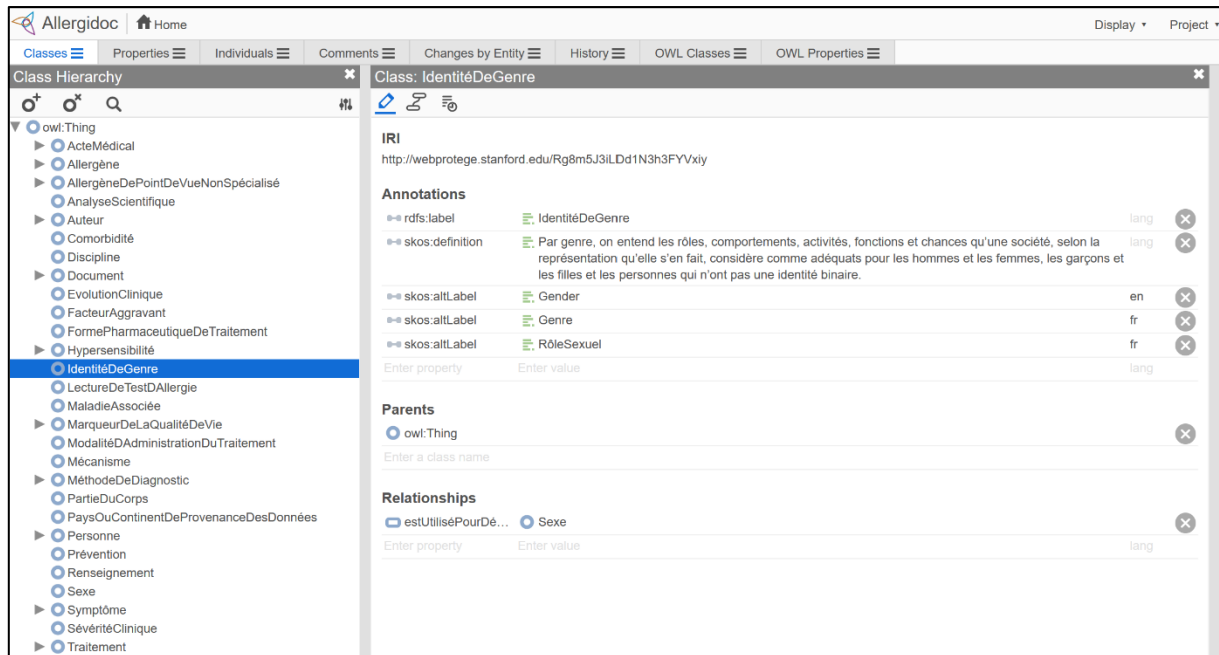 Allergidoc Home Display Project
Classes Properties Individuals Comments Changes by Entity History OWL Classes OWL Properties
Class Hierarchy
owl:Thing
ActeMédical
Allergène
AllergèneDePointDeVueNonSpécialisé
AnalyseScientifique
Auteur
Comorbidité
Discipline
Document
EvolutionClinique
FacteurAggravant
FormePharmaceutiqueDeTraitement
Hypersensibilité
IdentitéDeGenre
LectureDeTestDAllergie
MaladieAssociée
MarqueurDeLaQualitéDeVie
ModalitéDAdministrationDuTraitement
Mécanisme
MéthodeDeDiagnostic
PartieDuCorps
PaysOuContinentDeProvenanceDesDonnées
Personne
Prévention
Renseignement
Sexe
Symptôme
SévéritéClinique
Traitement
Class: IdentitéDeGenre
IRI
http://webprotege.stanford.edu/Rg8m5J3iLDd1N3h3FYVxiy
Annotations
rdfs:label IdentitéDeGenre lang
skos:definition Par genre, on entend les rôles, comportements, activités, fonctions et chances qu'une société, selon la lang
représentation qu'elle s'en fait, considère comme adéquats pour les hommes et les femmes, les garçons et
les filles et les personnes qui n'ont pas une identité binaire.
skos:altLabel Gender en
skos:altLabel Genre fr
skos:altLabel RôleSexuel fr
Enter property Enter value lang
Parents
owl:Thing
Enter a class name
Relationships
estUtiliséPourDé... Sexe
Enter property Enter value lang